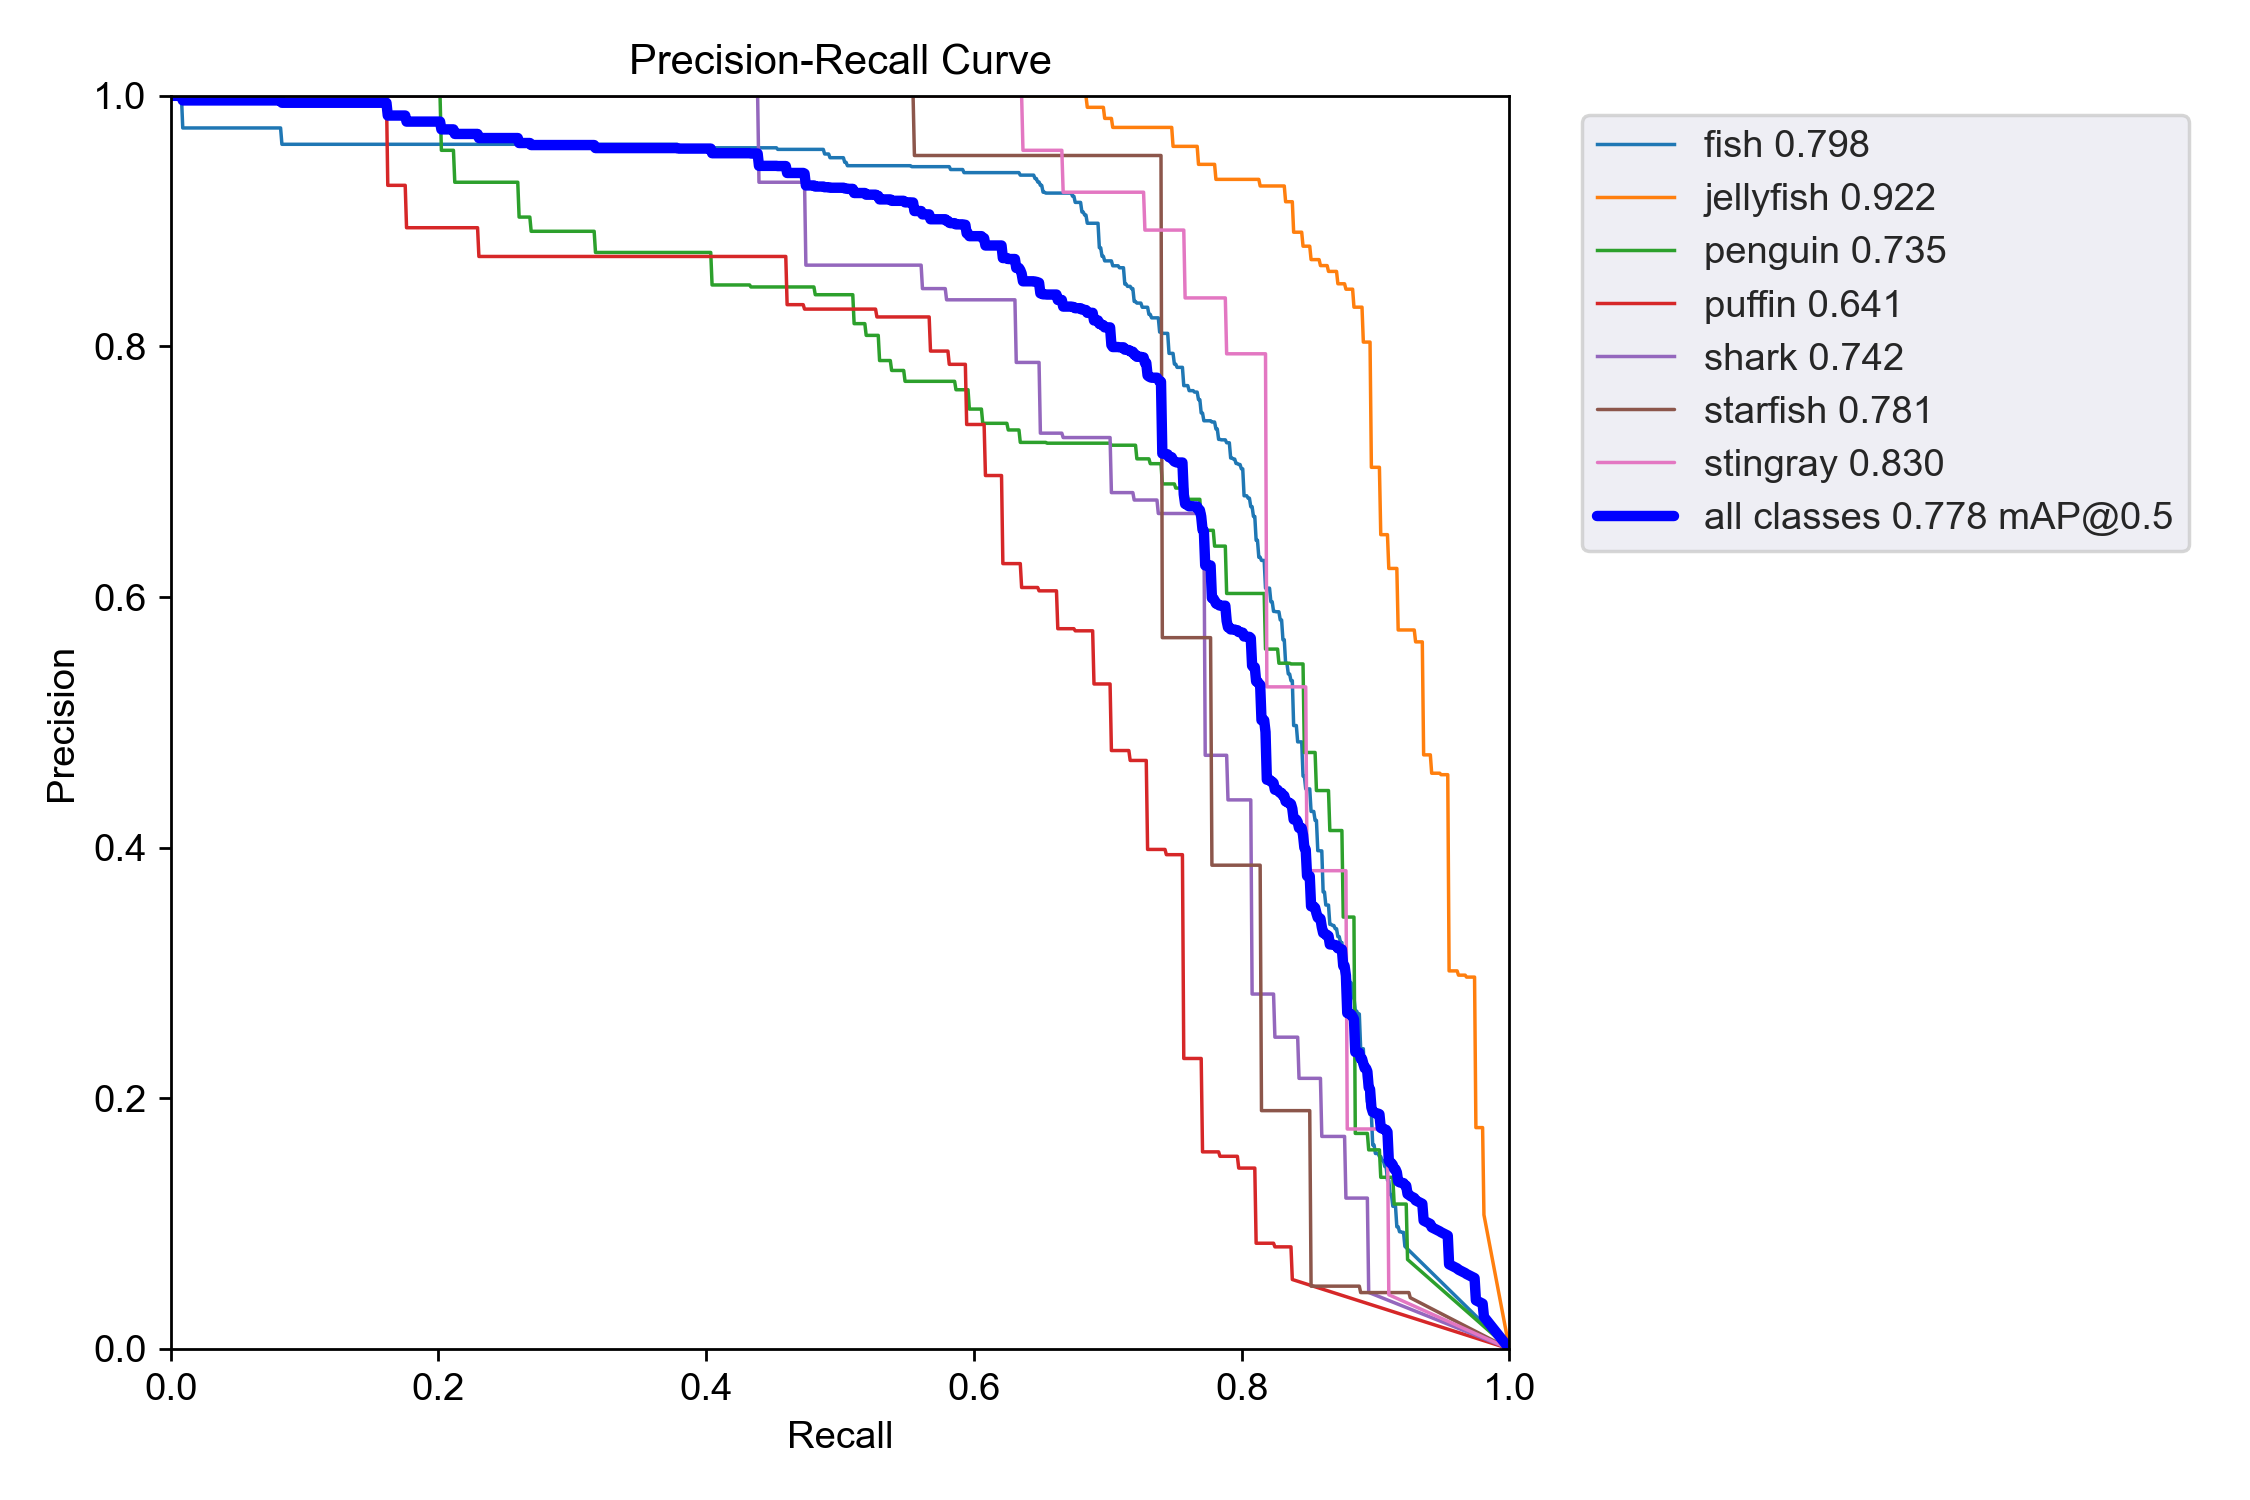 Precision-Recall Curve
1.0
0.8
0.6
0.4
0.2
0.0
Precision
0.0 0.2 0.4 0.6 0.8 1.0
Recall
fish 0.798
jellyfish 0.922
penguin 0.735
puffin 0.641
shark 0.742
starfish 0.781
stingray 0.830
all classes 0.778 mAP@0.5